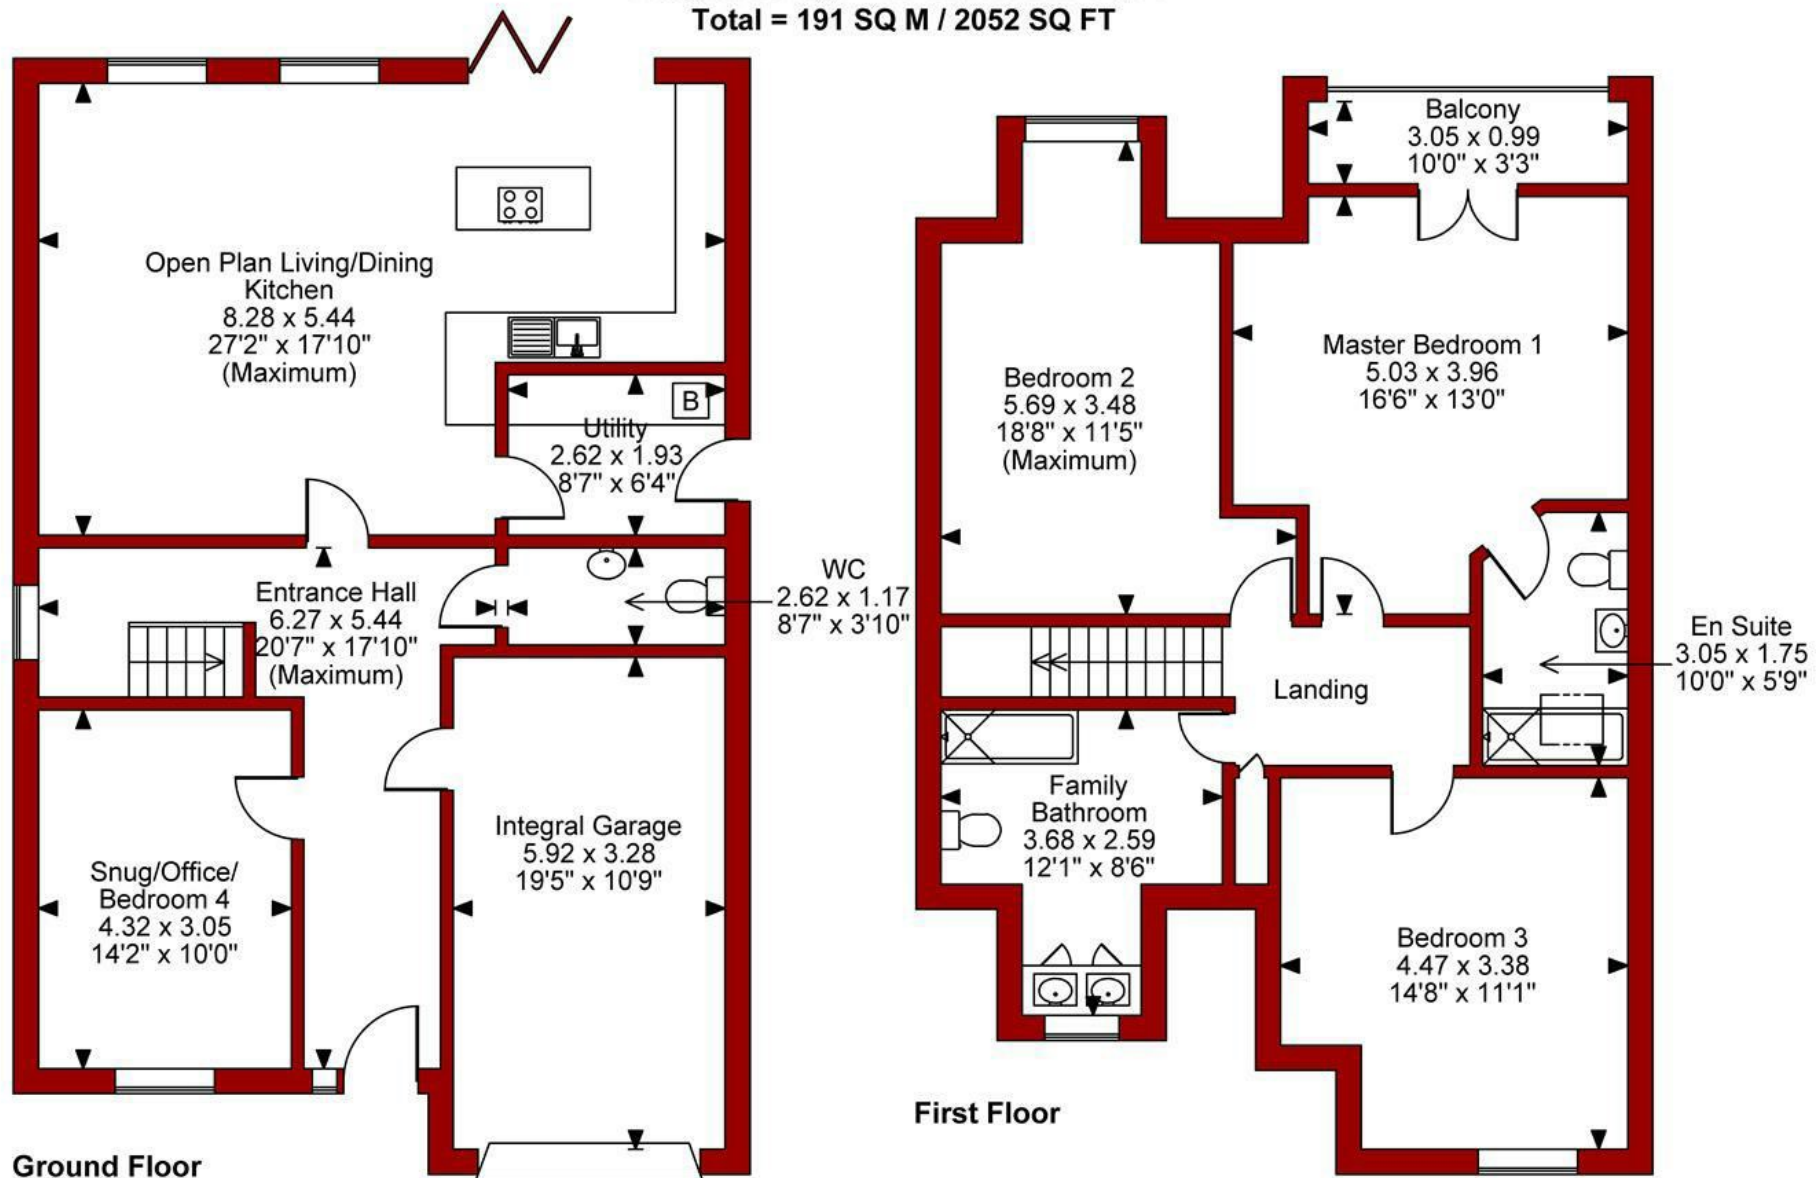 Total = 191 SQ M / 2052 SQ FT
Open Plan Living/Dining
Kitchen
8.28 x 5.44
27'2" x 17'10"
(Maximum)
B
Utility
2.62 x 1.93
8'7" x 6'4"
WC
2.62 x 1.17
8'7" x 3'10"
Entrance Hall
6.27 x 5.44
20'7" x 17'10"
(Maximum)
Integral Garage
5.92 x 3.28
19'5" x 10'9"
Snug/Office/
Bedroom 4
4.32 x 3.05
14'2" x 10'0"
Ground Floor
Balcony
3.05 x 0.99
10'0" x 3'3"
Master Bedroom 1
5.03 x 3.96
16'6" x 13'0"
Bedroom 2
5.69 x 3.48
18'8" x 11'5"
(Maximum)
En Suite
3.05 x 1.75
10'0" x 5'9"
Landing
Family
Bathroom
3.68 x 2.59
12'1" x 8'6"
Bedroom 3
4.47 x 3.38
14'8" x 11'1"
First Floor